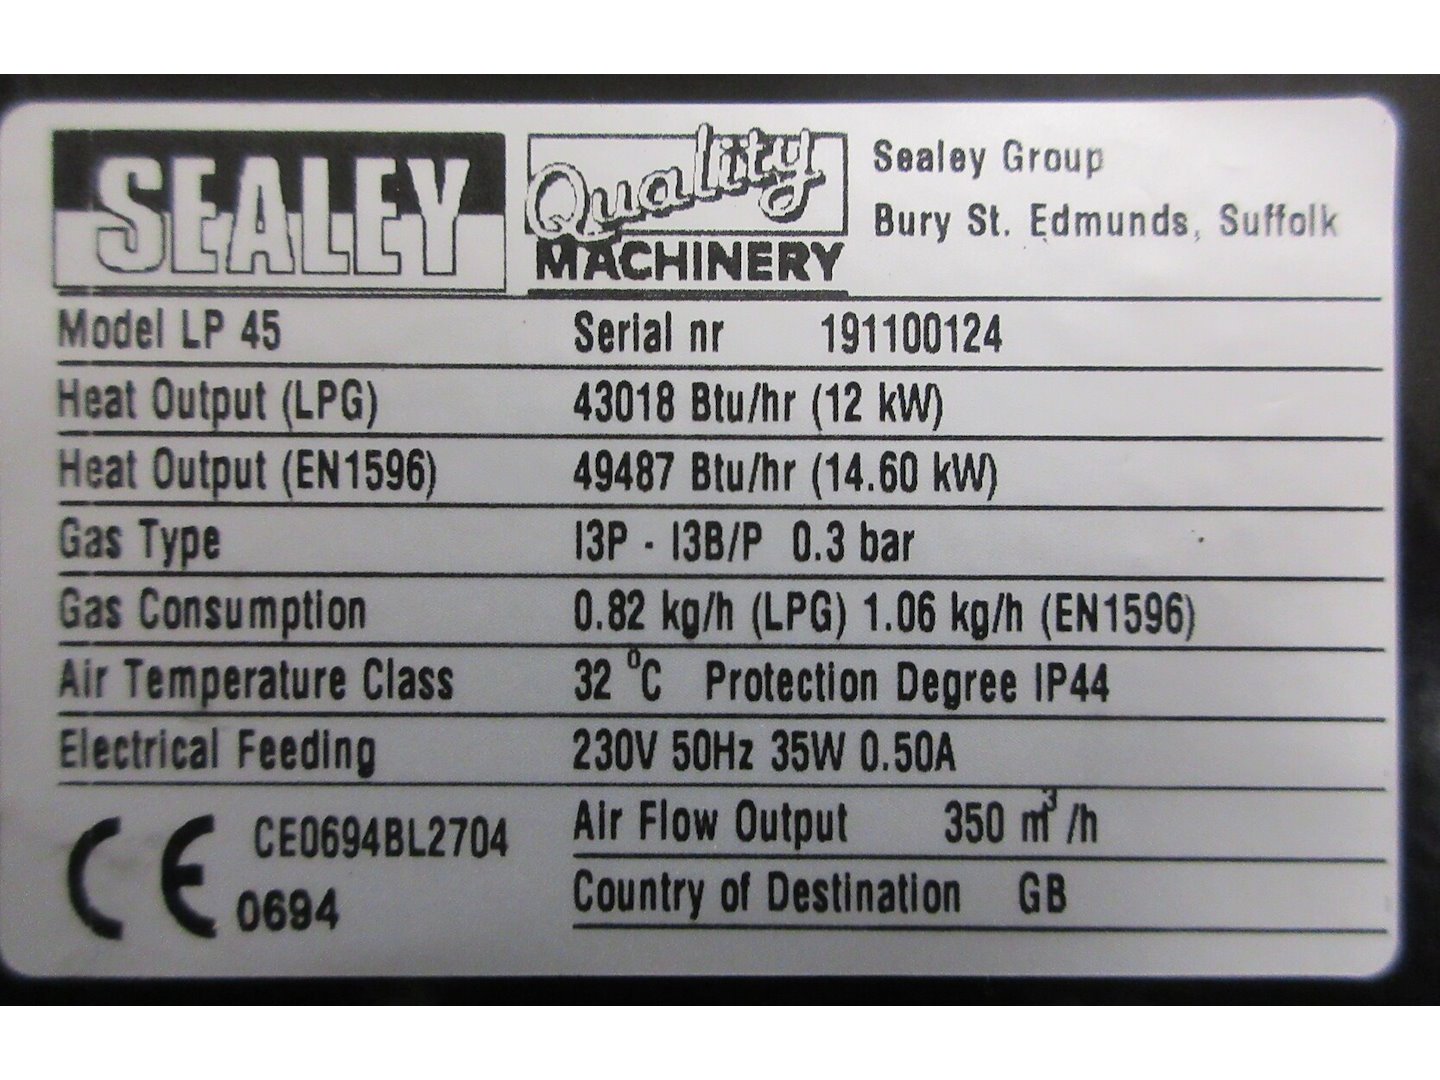 SEALEY
Quality
MACHINERY
Sealey Group
Bury St. Edmunds, Suffolk
Model LP 45 Serial nr 191100124
Heat Output (LPG) 43018 Btu/hr (12 kW)
Heat Output (EN1596) 49487 Btu/hr (14.60 kW)
Gas Type I3P - I3B/P 0.3 bar
Gas Consumption 0.82 kg/h (LPG) 1.06 kg/h (EN1596)
Air Temperature Class 32 °C Protection Degree IP44
Electrical Feeding 230V 50Hz 35W 0.50A
CE CE0694BL2704
0694
Air Flow Output 350 m³/h
Country of Destination GB